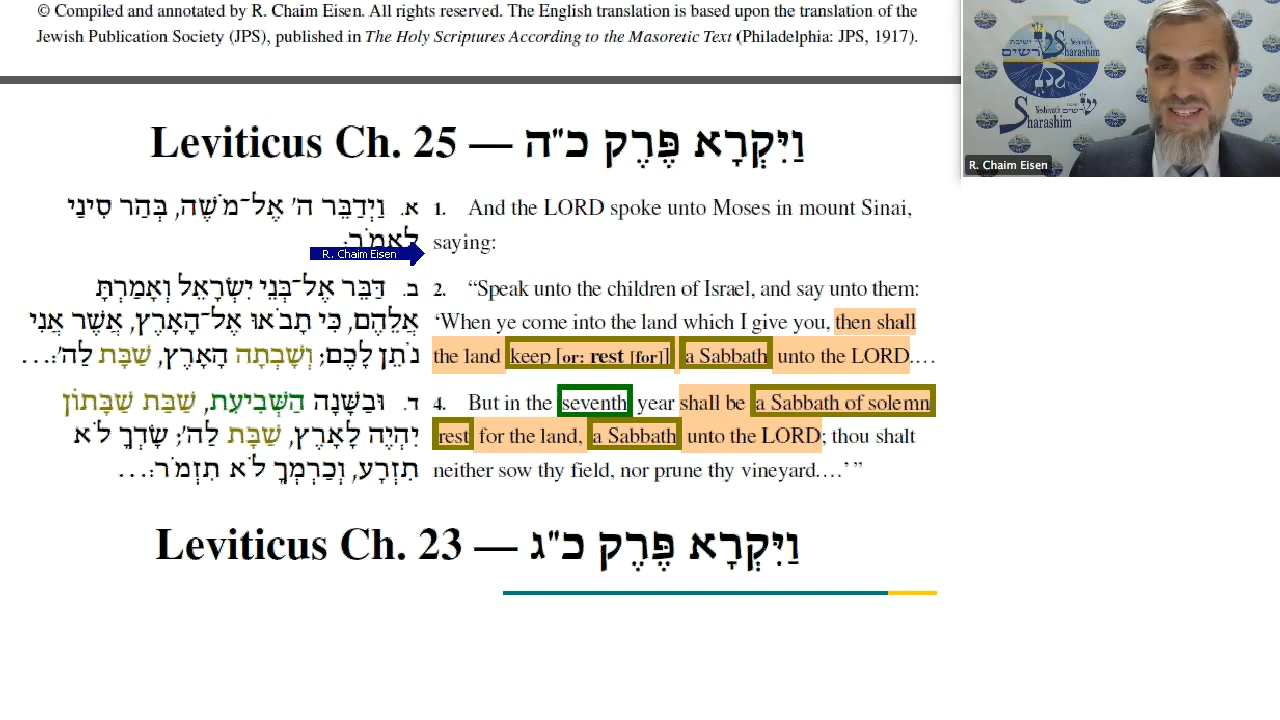 © Compiled and annotated by R. Chaim Eisen. All rights reserved. The English translation is based upon the translation of the
Jewish Publication Society (JPS), published in The Holy Scriptures According to the Masoretic Text (Philadelphia: JPS, 1917).
ישיבת שרשים
Yeshivath Sharashim
Yeshivath Sharashim
R. Chaim Eisen
Leviticus Ch. 25 — וַיִּקְרָא פֶּרֶק כ"ה
א. וַיְדַבֵּר ה' אֶל־מֹשֶׁה, בְּהַר סִינַי
לֵאמֹר:
1. And the LORD spoke unto Moses in mount Sinai,
saying:
R. Chaim Eisen
ב. דַּבֵּר אֶל־בְּנֵי יִשְׂרָאֵל וְאָמַרְתָּ
אֲלֵהֶם, כִּי תָבֹאוּ אֶל־הָאָרֶץ, אֲשֶׁר אֲנִי
נֹתֵן לָכֶם; וְשָׁבְתָה הָאָרֶץ, שַׁבָּת לַה':...
2. “Speak unto the children of Israel, and say unto them:
‘When ye come into the land which I give you, then shall
the land keep [or: rest [for]] a Sabbath unto the LORD....
ד. וּבַשָּׁנָה הַשְּׁבִיעִת, שַׁבַּת שַׁבָּתוֹן
יִהְיֶה לָאָרֶץ, שַׁבָּת לַה'; שָׂדְךָ לֹא
תִזְרָע, וְכַרְמְךָ לֹא תִזְמֹר:...
4. But in the seventh year shall be a Sabbath of solemn
rest for the land, a Sabbath unto the LORD; thou shalt
neither sow thy field, nor prune thy vineyard....’”
Leviticus Ch. 23 — וַיִּקְרָא פֶּרֶק כ"ג